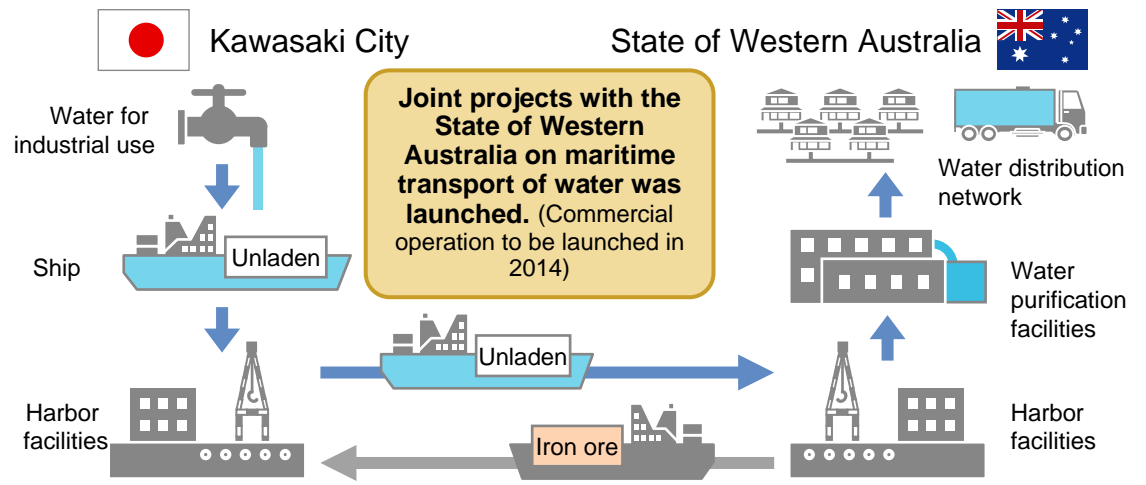 Kawasaki City
State of Western Australia
Water for
industrial use
Joint projects with the
State of Western
Australia on maritime
transport of water was
launched. (Commercial
operation to be launched in
2014)
Water distribution
network
Ship
Unladen
Water
purification
facilities
Unladen
Harbor
facilities
Iron ore
Harbor
facilities